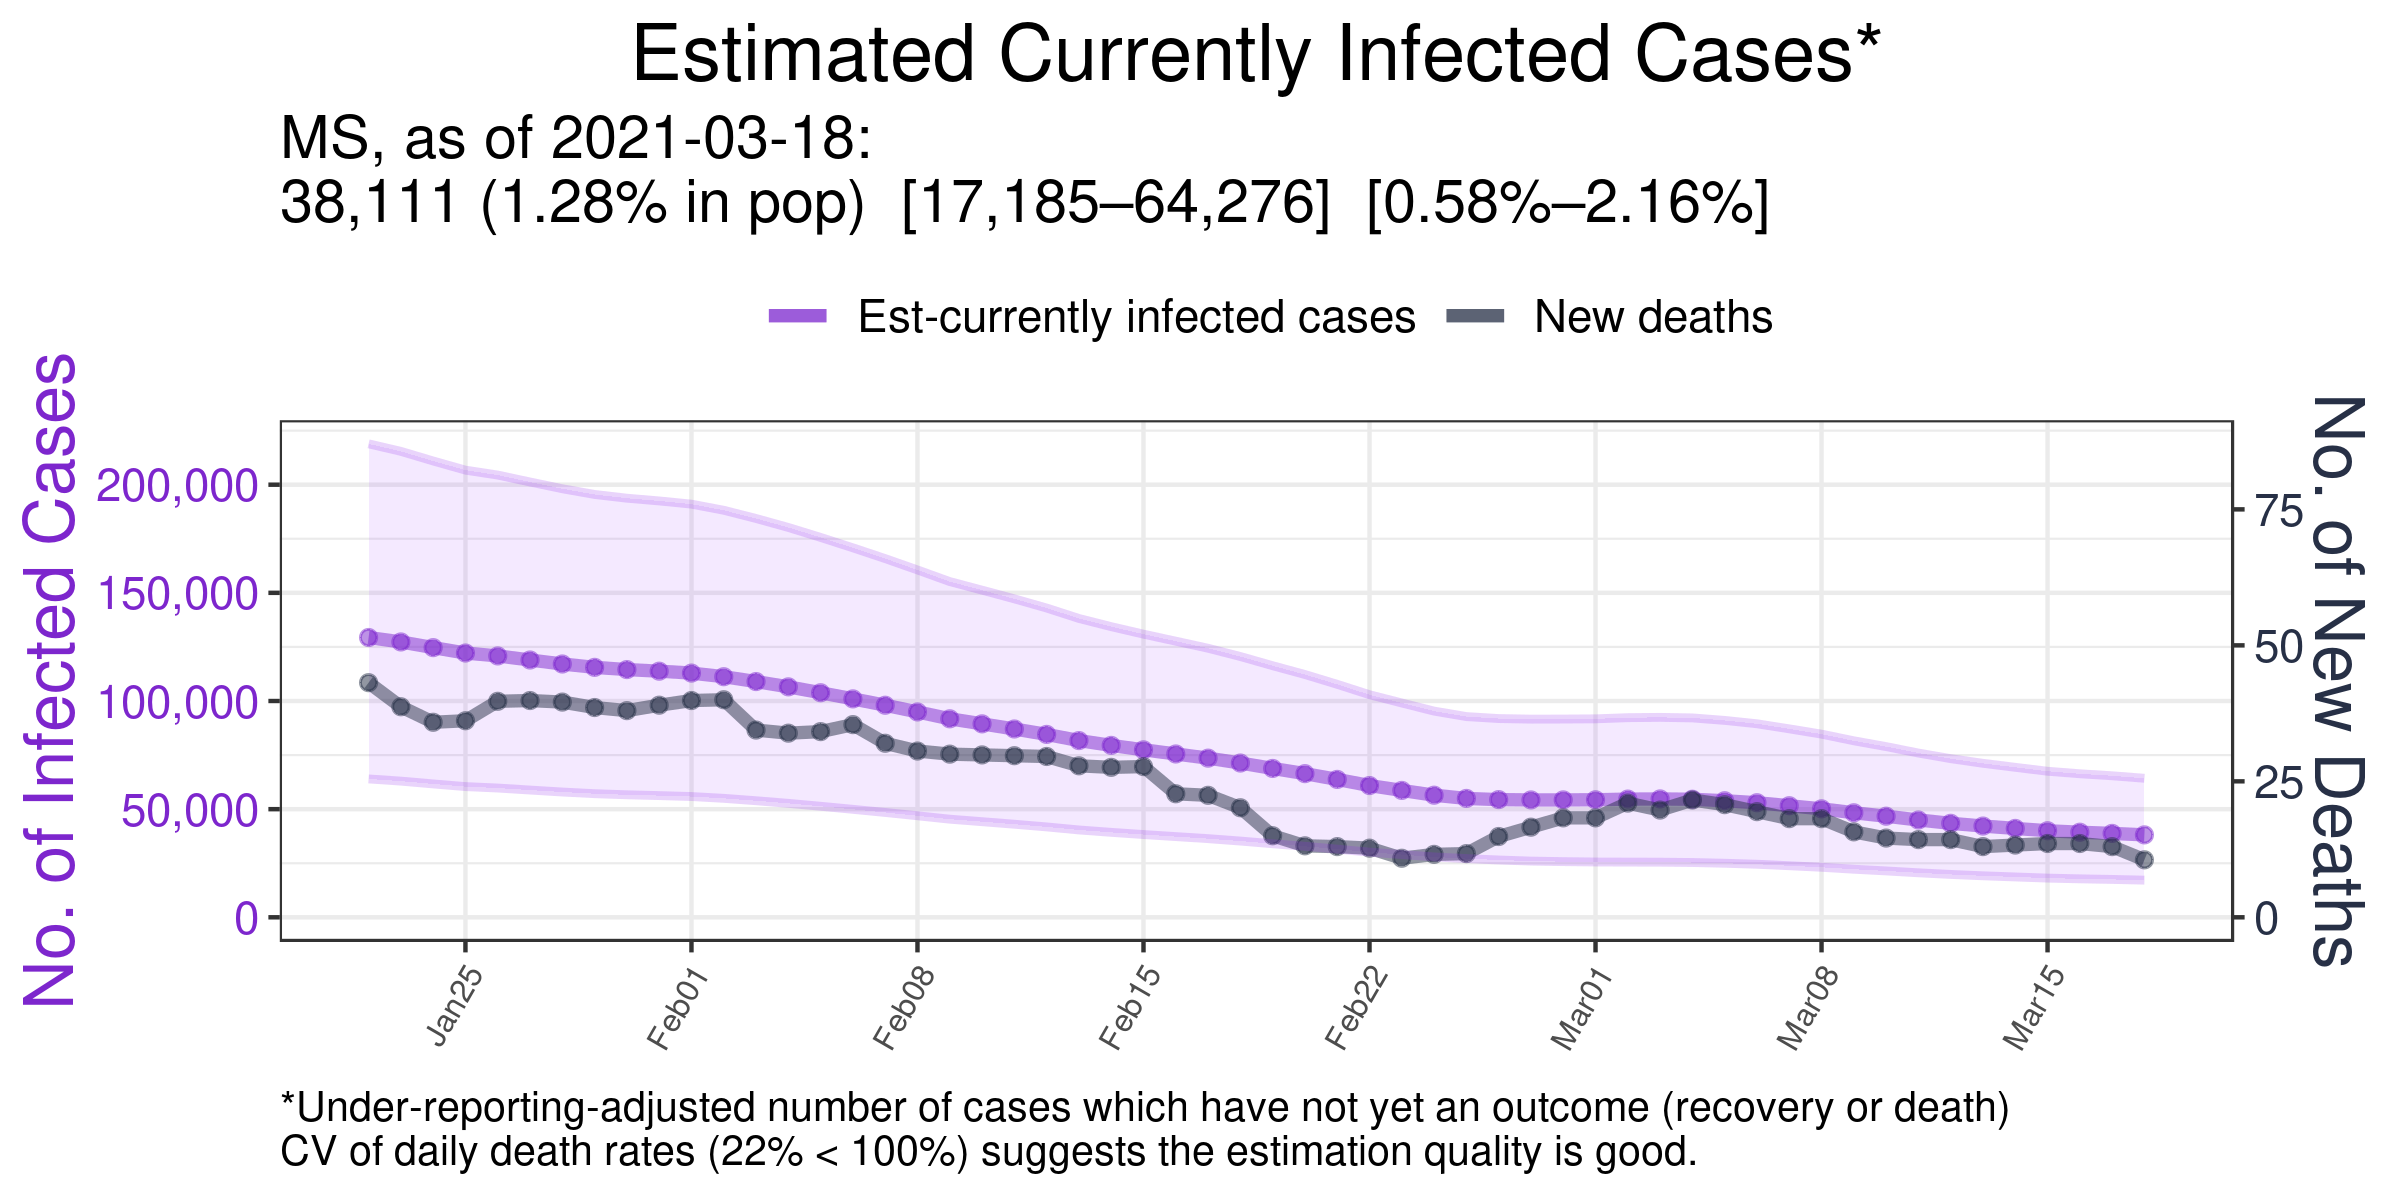 Estimated Currently Infected Cases*
MS, as of 2021-03-18:
38,111 (1.28% in pop) [17,185–64,276] [0.58%–2.16%]
Est-currently infected cases
New deaths
No. of Infected Cases
200,000
150,000
100,000
50,000
0
75
50
25
0
No. of New Deaths
Jan25
Feb01
Feb08
Feb15
Feb22
Mar01
Mar08
Mar15
*Under-reporting-adjusted number of cases which have not yet an outcome (recovery or death)
CV of daily death rates (22% < 100%) suggests the estimation quality is good.